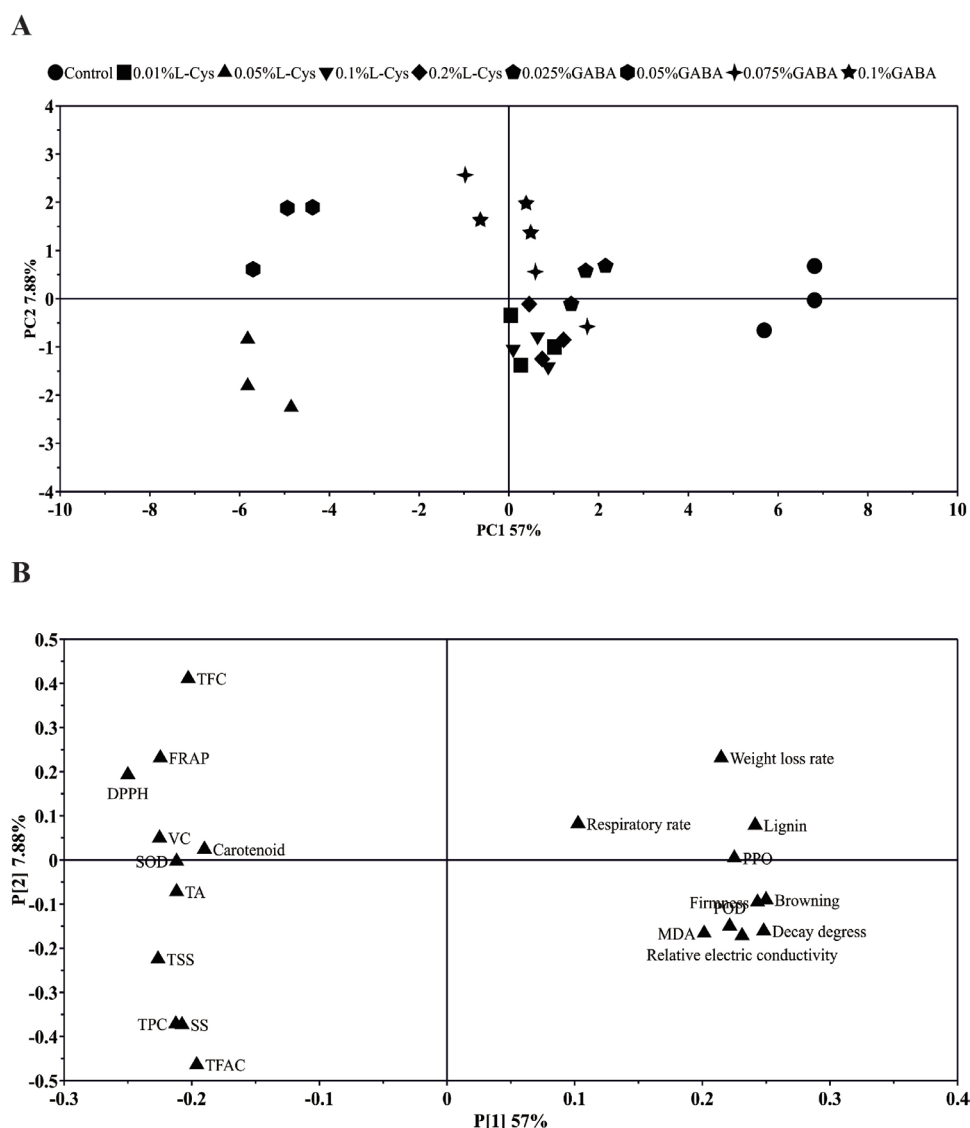 A
Control 0.01%L-Cys 0.05%L-Cys 0.1%L-Cys 0.2%L-Cys 0.025%GABA 0.05%GABA 0.075%GABA 0.1%GABA
4
3
2
1
0
-1
-2
-3
-4
PC2 7.88%
-10 -8 -6 -4 -2 0 2 4 6 8 10
PC1 57%
B
0.5
0.4
0.3
0.2
0.1
0
-0.1
-0.2
-0.3
-0.4
-0.5
P[2] 7.88%
TFC
FRAP
Weight loss rate
DPPH
VC
Respiratory rate
Lignin
Carotenoid
SOD
PPO
TA
Firmness
Browning
POD
MDA
Decay degress
Relative electric conductivity
TSS
TPC
SS
TFAC
-0.3 -0.2 -0.1 0 0.1 0.2 0.3 0.4
P[1] 57%